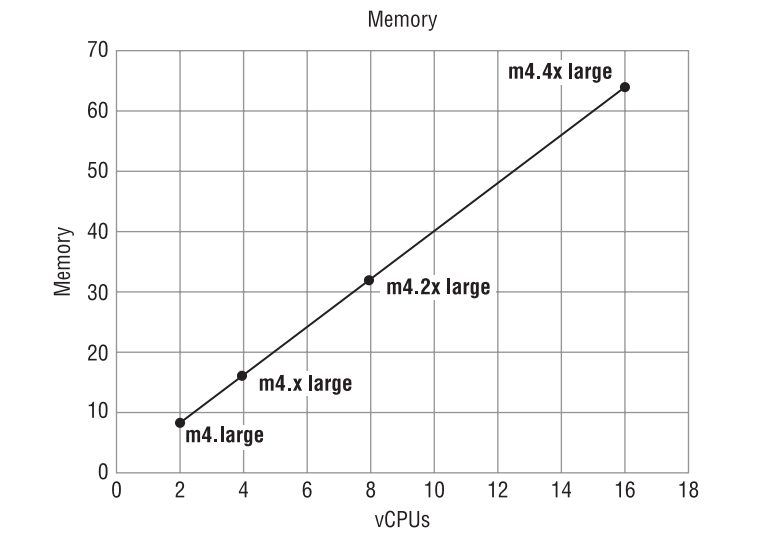 Memory
70
60
50
40
30
20
10
0
Memory
m4.4x large
m4.2x large
m4.x large
m4.large
0 2 4 6 8 10 12 14 16 18
vCPUs